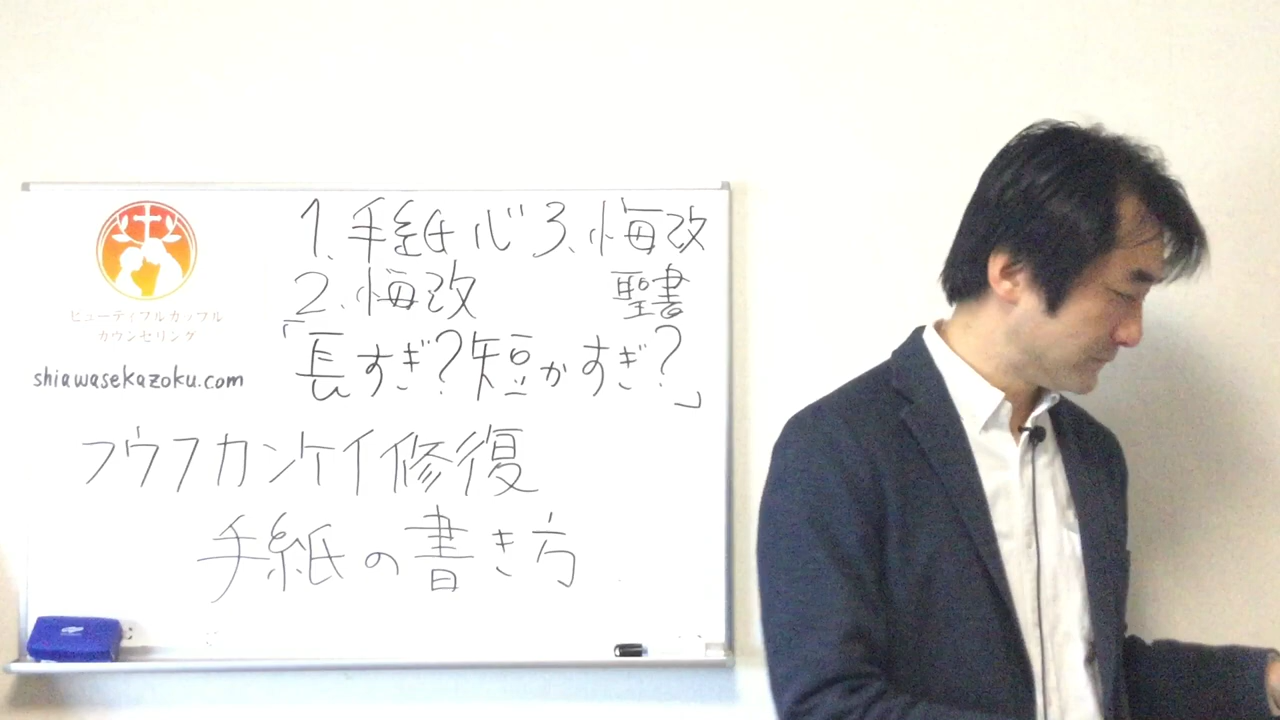 ビューティフルカップル
カウンセリング
shiawasekazoku.com
1、手紙 心 3、悔改
2、悔改 聖書
「長すぎ?短かすぎ?」
フウフカンケイ修復
手紙の書き方